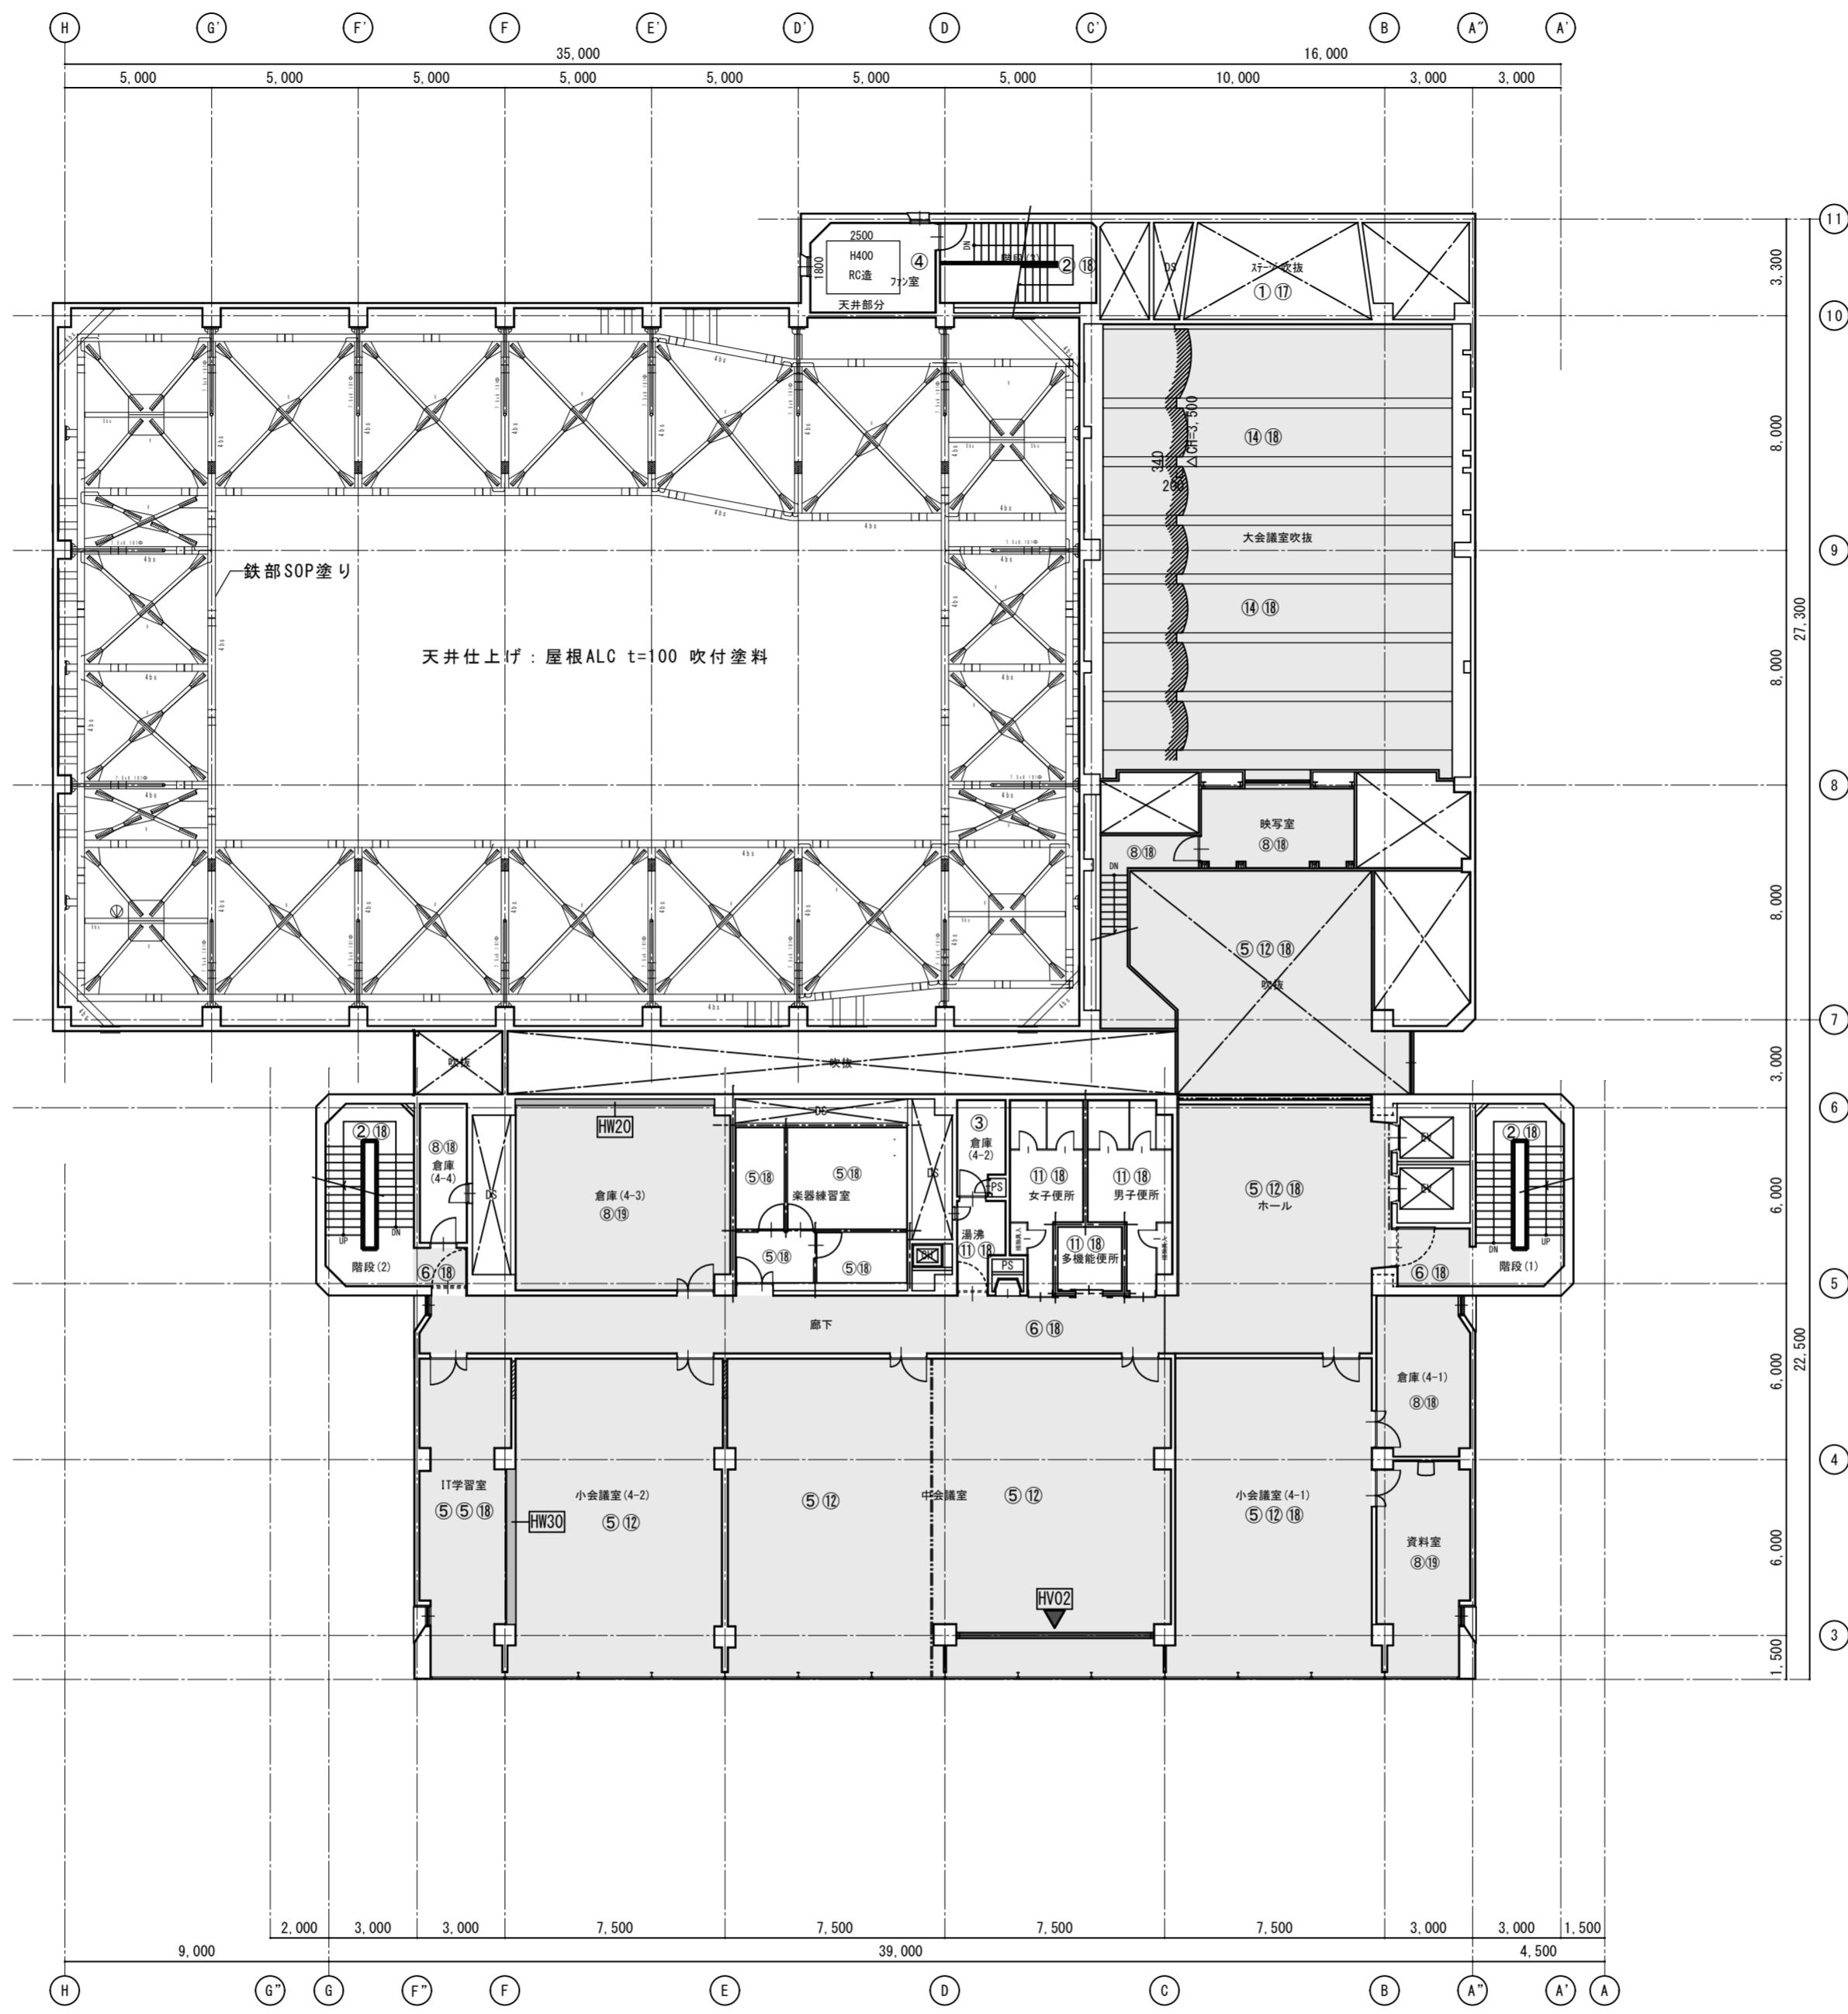 H G' F' F E' D' D C' B A" A'
35,000 16,000
5,000 5,000 5,000 5,000 5,000 5,000 5,000 10,000 3,000 3,000
11
2500
H400
RC造
1800
④
ファン室
天井部分
DN
階段(3)
②⑱
DS
ステージ吹抜
①⑰
3,300
10
⑭⑱
340
200
△CH=3,500
8,000
大会議室吹抜
9
鉄部SOP塗り
⑭⑱
27,300
天井仕上げ：屋根ALC t=100 吹付塗料
8,000
8
映写室
⑧⑱
⑧⑱
DN
8,000
⑤⑫⑱
吹抜
7
吹抜
吹抜
3,000
6
②⑱
UP
DN
階段(2)
⑧⑱
倉庫
(4-4)
⑥⑱
DS
HW20
倉庫(4-3)
⑧⑲
DS
⑤⑱
⑤⑱
楽器練習室
⑤⑱
⑤⑱
DS
③
倉庫
(4-2)
PS
湯沸
⑪⑱
PS
⑪⑱
女子便所
⑪⑱
男子便所
⑪⑱
多機能便所
⑤⑫⑱
ホール
EV
EV
②⑱
DN
UP
階段(1)
⑥⑱
6,000
5
廊下
⑥⑱
22,500
6,000
倉庫(4-1)
⑧⑱
4
IT学習室
⑤⑤⑱
HW30
小会議室(4-2)
⑤⑫
⑤⑫
中会議室
⑤⑫
小会議室(4-1)
⑤⑫⑱
資料室
⑧⑲
6,000
HV02
3
1,500
2,000 3,000 3,000 7,500 7,500 7,500 7,500 3,000 3,000 1,500
9,000 39,000 4,500
H G" G F" F E D C B A" A' A